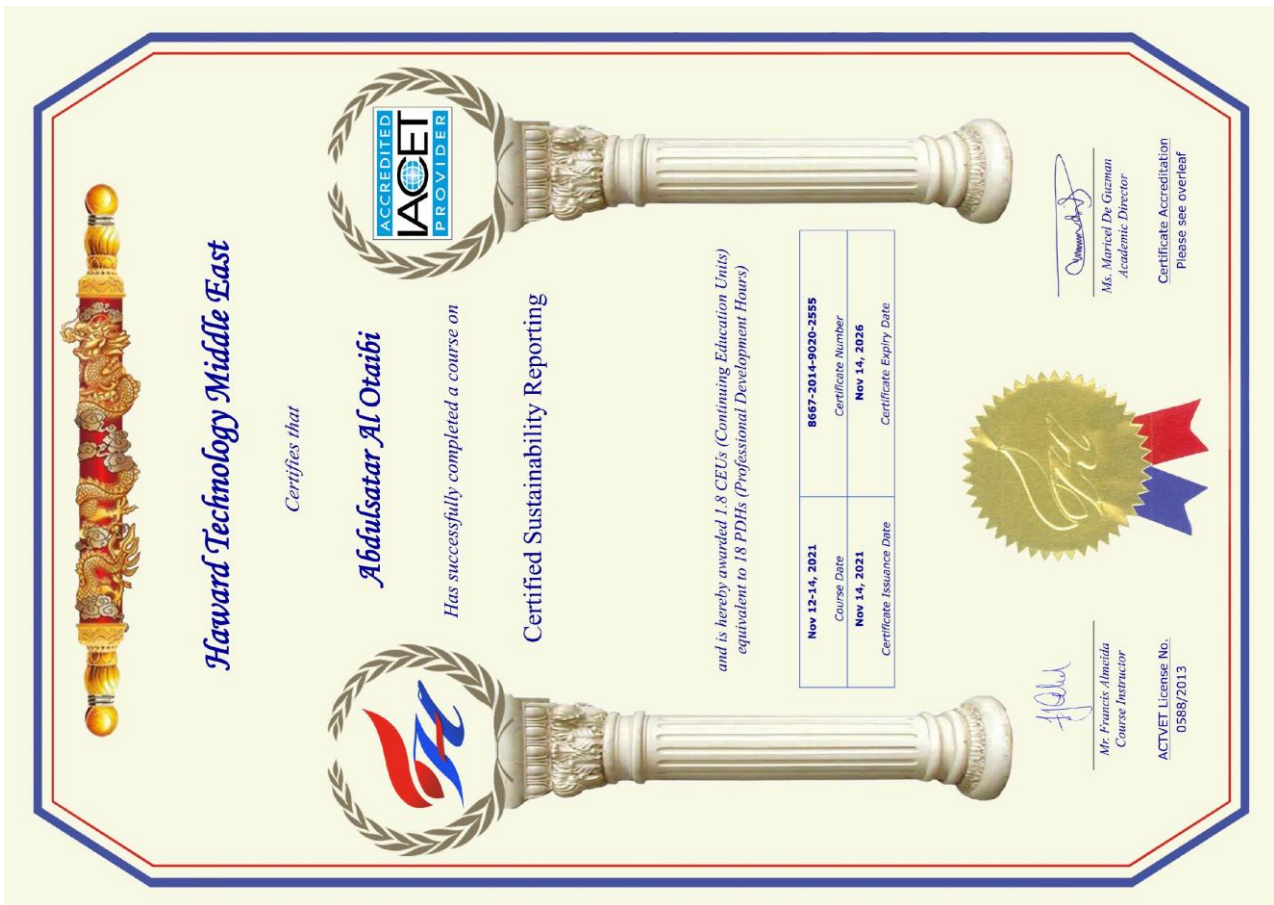 Haward Technology Middle East
Certifies that
Abdulsatar Al Otaibi
Has successfully completed a course on
Certified Sustainability Reporting
ACCREDITED
IACET
PROVIDER
and is hereby awarded 1.8 CEUs (Continuing Education Units)
equivalent to 18 PDHs (Professional Development Hours)
Nov 12-14, 2021
Course Date
8667-2014-9020-2555
Certificate Number
Nov 14, 2021
Certificate Issuance Date
Nov 14, 2026
Certificate Expiry Date
Mr. Francis Almeida
Course Instructor
ACTVET License No.
0588/2013
Ms. Maricel De Guzman
Academic Director
Certificate Accreditation
Please see overleaf